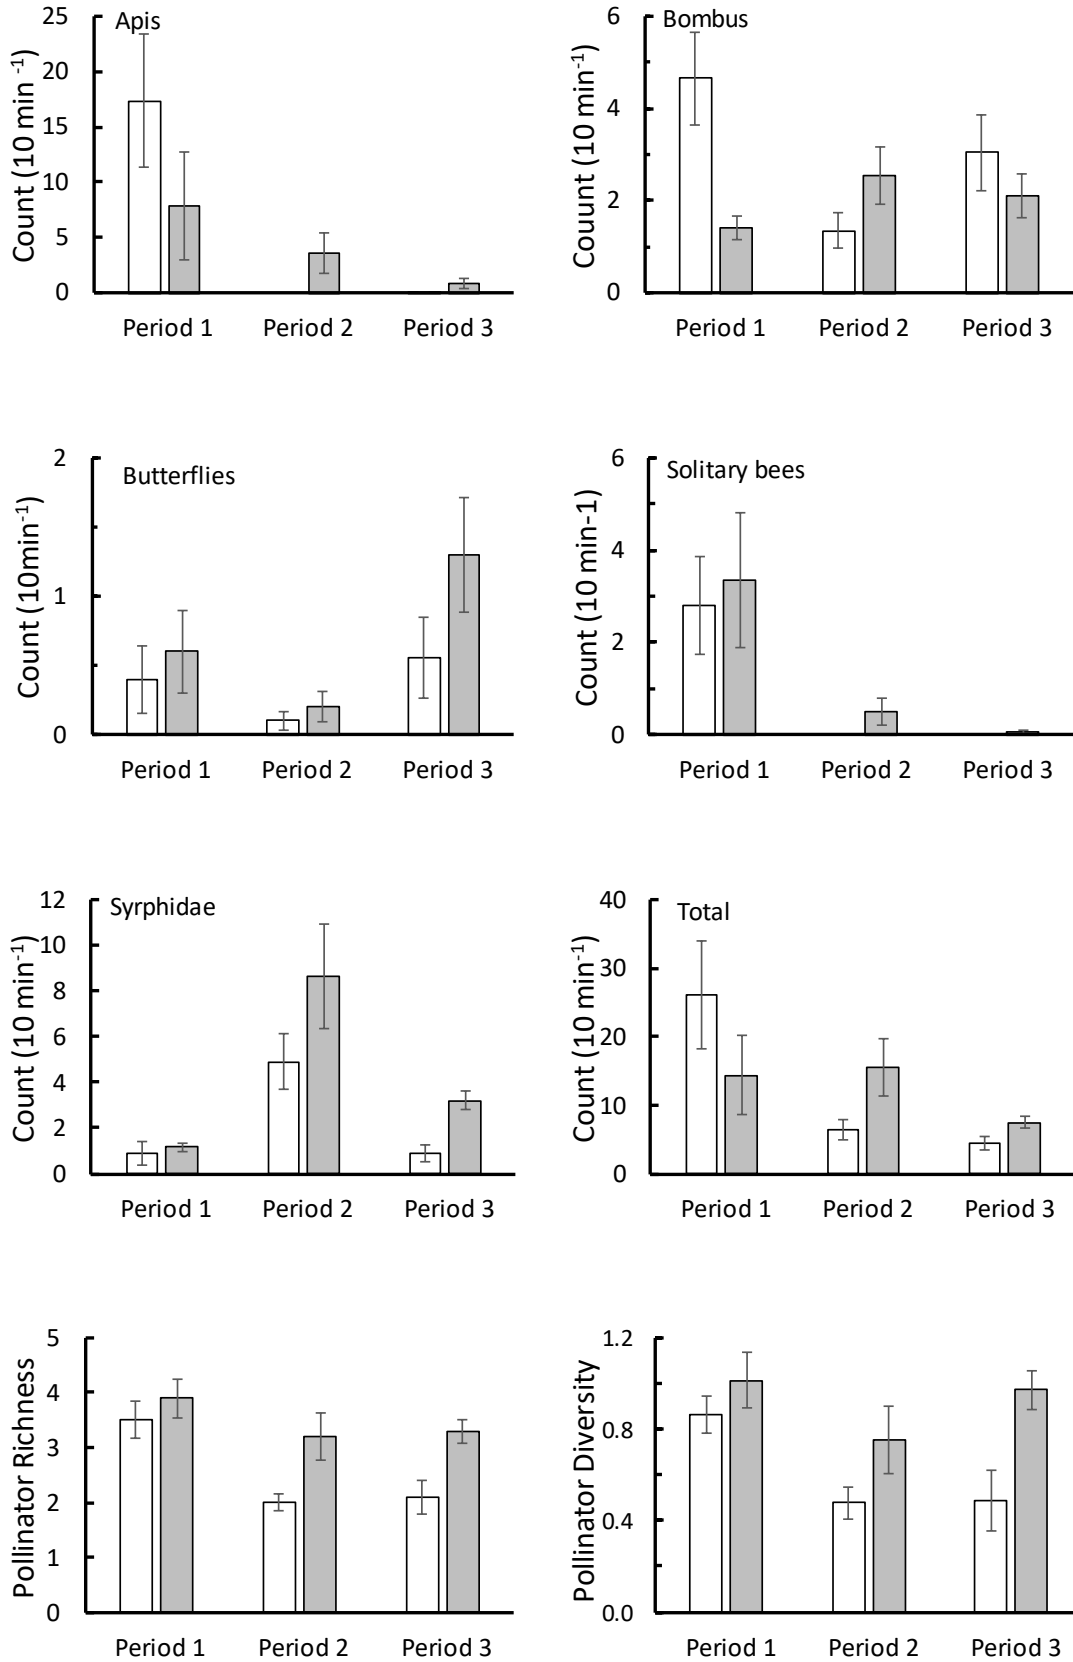 Apis
Count (10 min ⁻¹)
25
20
15
10
5
0
Period 1 Period 2 Period 3
Bombus
Count (10 min⁻¹)
6
4
2
0
Period 1 Period 2 Period 3
Butterflies
Count (10min⁻¹)
2
1
0
Period 1 Period 2 Period 3
Solitary bees
Count (10 min-1)
6
4
2
0
Period 1 Period 2 Period 3
Syrphidae
Count (10 min⁻¹)
12
10
8
6
4
2
0
Period 1 Period 2 Period 3
Total
Count (10 min⁻¹)
40
30
20
10
0
Period 1 Period 2 Period 3
Pollinator Richness
5
4
3
2
1
0
Period 1 Period 2 Period 3
Pollinator Diversity
1.2
0.8
0.4
0.0
Period 1 Period 2 Period 3